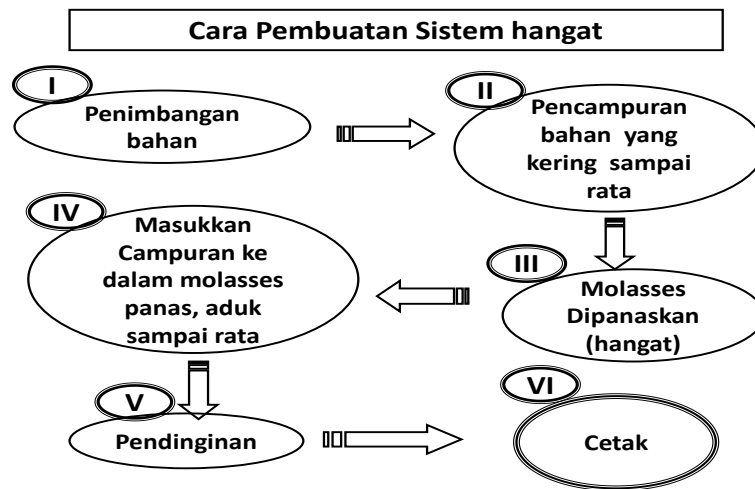 Cara Pembuatan Sistem hangat
I
Penimbangan
bahan
II
Pencampuran
bahan yang
kering sampai
rata
III
Molasses
Dipanaskan
(hangat)
IV
Masukkan
Campuran ke
dalam molasses
panas, aduk
sampai rata
V
Pendinginan
VI
Cetak